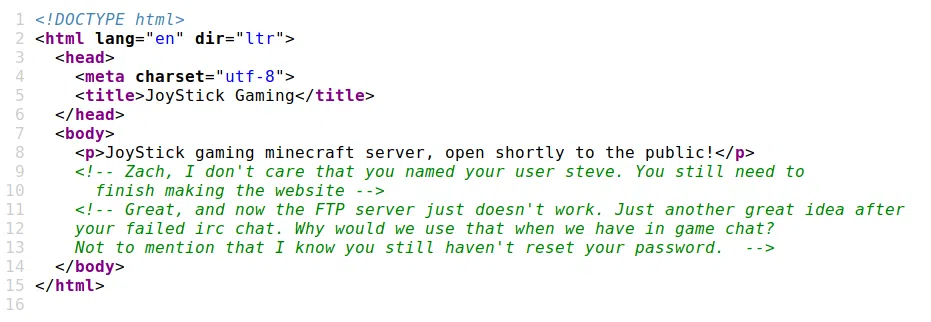 1 <!DOCTYPE html>
2 <html lang="en" dir="ltr">
3   <head>
4     <meta charset="utf-8">
5     <title>JoyStick Gaming</title>
6   </head>
7   <body>
8     <p>JoyStick gaming minecraft server, open shortly to the public!</p>
9     <!-- Zach, I don't care that you named your user steve. You still need to
10       finish making the website -->
11     <!-- Great, and now the FTP server just doesn't work. Just another great idea after
12     your failed irc chat. Why would we use that when we have in game chat?
13     Not to mention that I know you still haven't reset your password.  -->
14   </body>
15 </html>
16